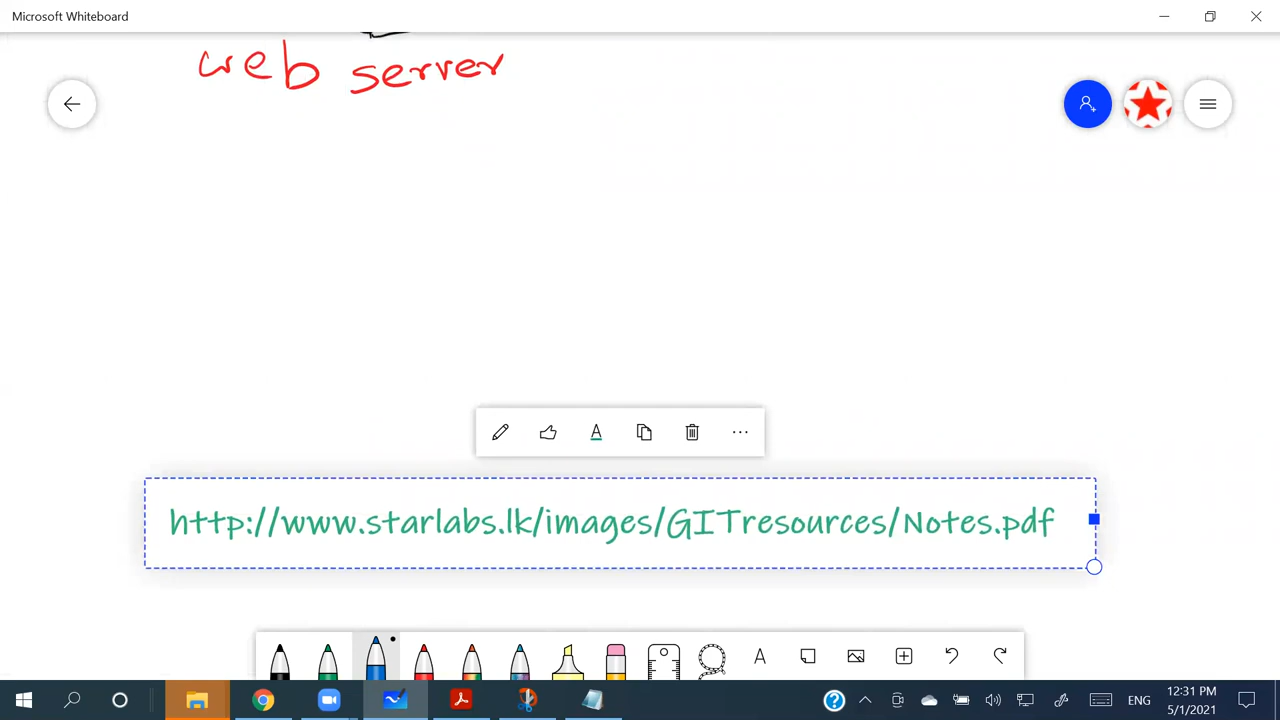 Microsoft Whiteboard
web server
A
http://www.starlabs.lk/images/GITresources/Notes.pdf
A
ENG
12:31 PM
5/1/2021